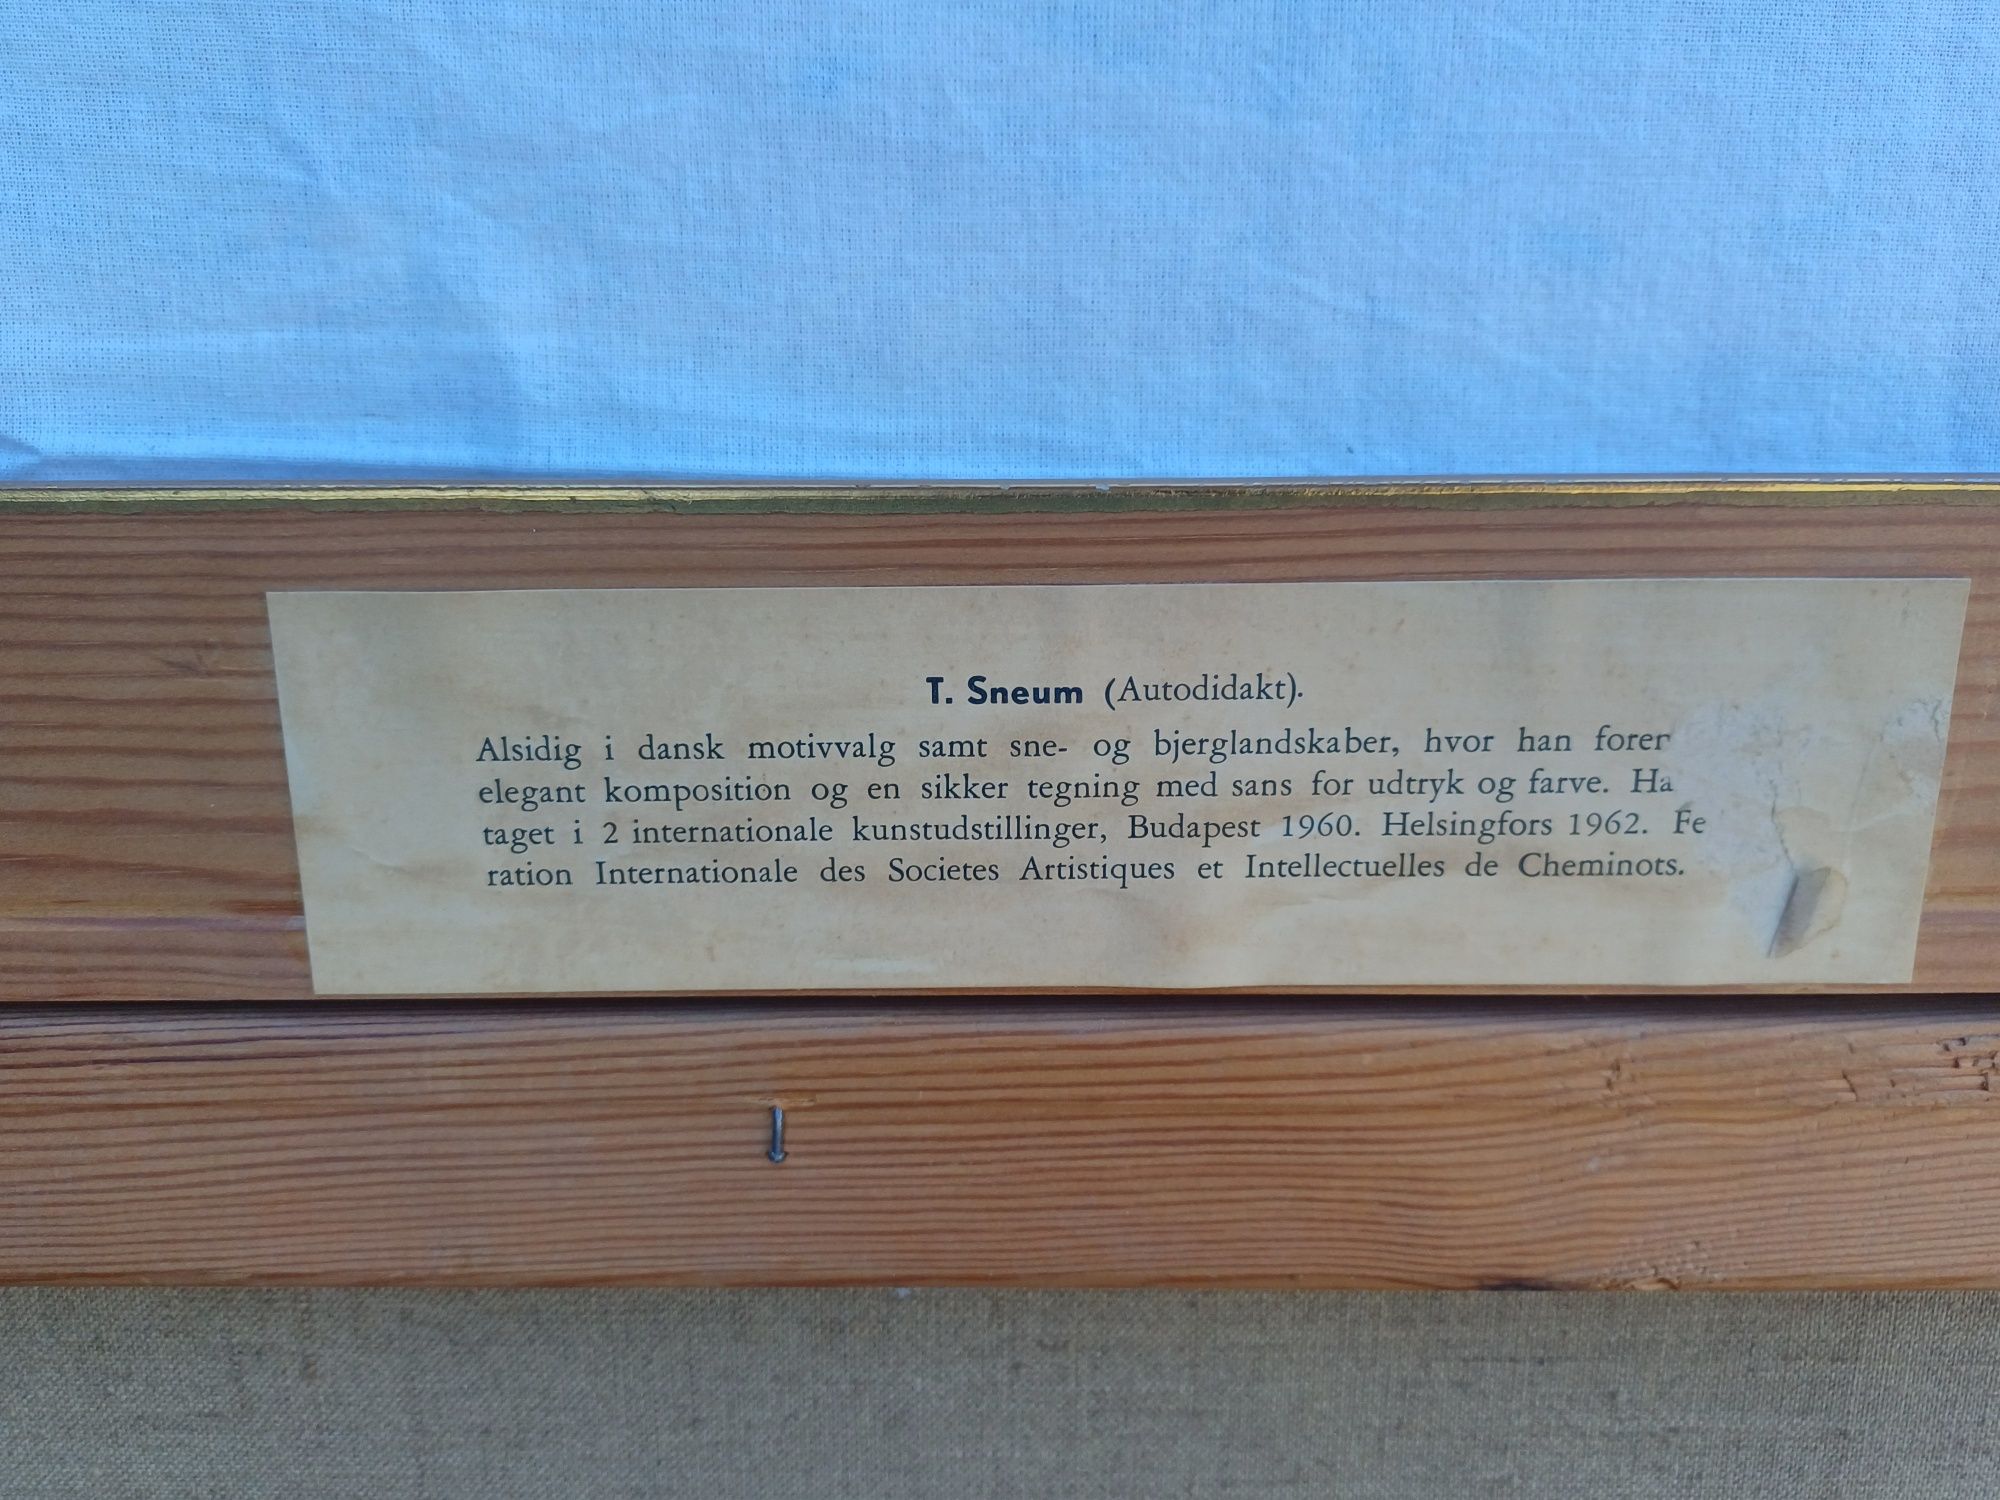 T. Sneum (Autodidakt).
Alsidig i dansk motivvalg samt sne- og bjerglandskaber, hvor han forer
elegant komposition og en sikker tegning med sans for udtryk og farve. Ha
taget i 2 internationale kunstudstillinger, Budapest 1960. Helsingfors 1962. Fe
ration Internationale des Societes Artistiques et Intellectuelles de Cheminots.